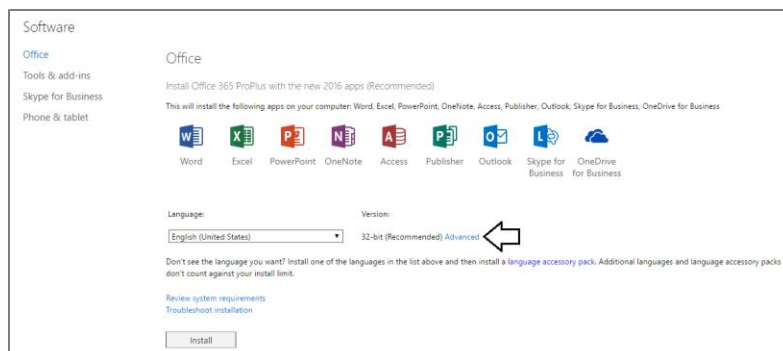 Software
Office
Tools & add-ins
Skype for Business
Phone & tablet
Office
Install Office 365 ProPlus with the new 2016 apps (Recommended)
This will install the following apps on your computer: Word, Excel, PowerPoint, OneNote, Access, Publisher, Outlook, Skype for Business, OneDrive for Business
Word Excel PowerPoint OneNote Access Publisher Outlook Skype for Business OneDrive for Business
Language: Version:
English (United States) 32-bit (Recommended) Advanced
Don't see the language you want? Install one of the languages in the list above and then install a language accessory pack. Additional languages and language accessory packs
don't count against your install limit.
Review system requirements
Troubleshoot installation
Install